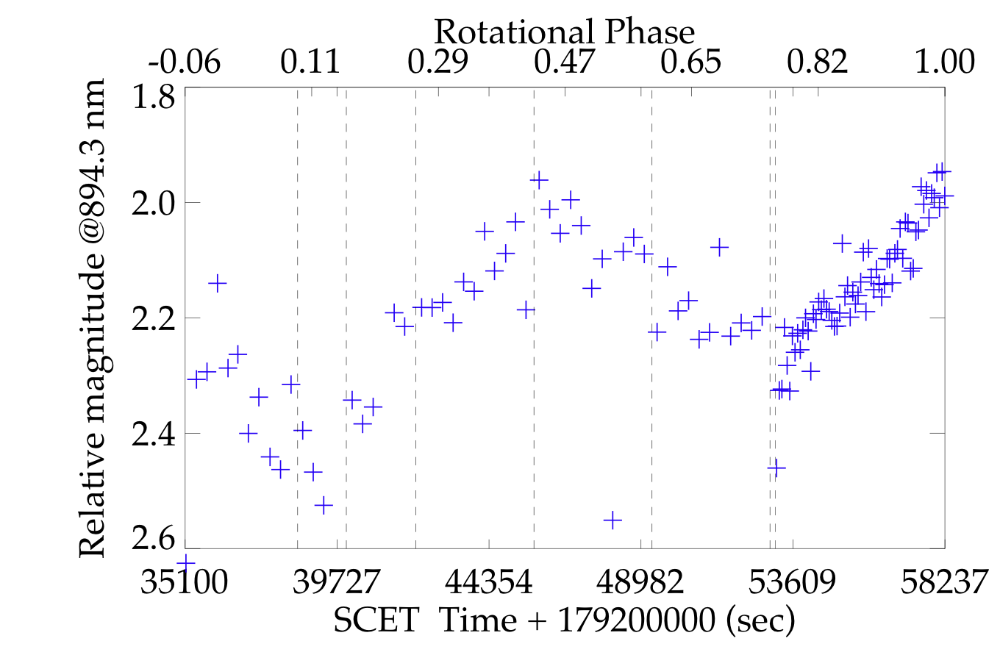 Rotational Phase
-0.06 0.11 0.29 0.47 0.65 0.82 1.00
Relative magnitude @894.3 nm
1.8
2.0
2.2
2.4
2.6
35100 39727 44354 48982 53609 58237
SCET Time + 179200000 (sec)